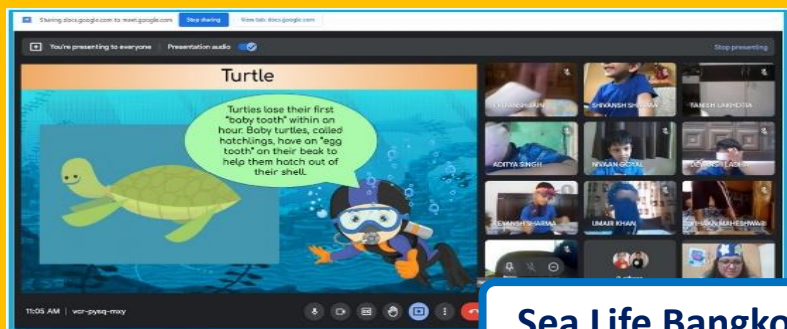 Sharing docs.google.com to meet.google.com
Stop sharing
View tab: docs.google.com
You're presenting to everyone
Presentation audio
Stop presenting
Turtle
Turtles lose their first
"baby tooth" within an
hour. Baby turtles, called
hatchlings, have an "egg
tooth" on their beak to
help them hatch out of
their shell.
SHIVANSH SHARMA
TANISH LAKHOTIA
ADITYA SINGH
NIVAAN GOYAL
DEVANSH LADHA
UMAIR KHAN
MAHESHWARI
11:05 AM | vcr-pysq-mxy
Sea Life Bangko